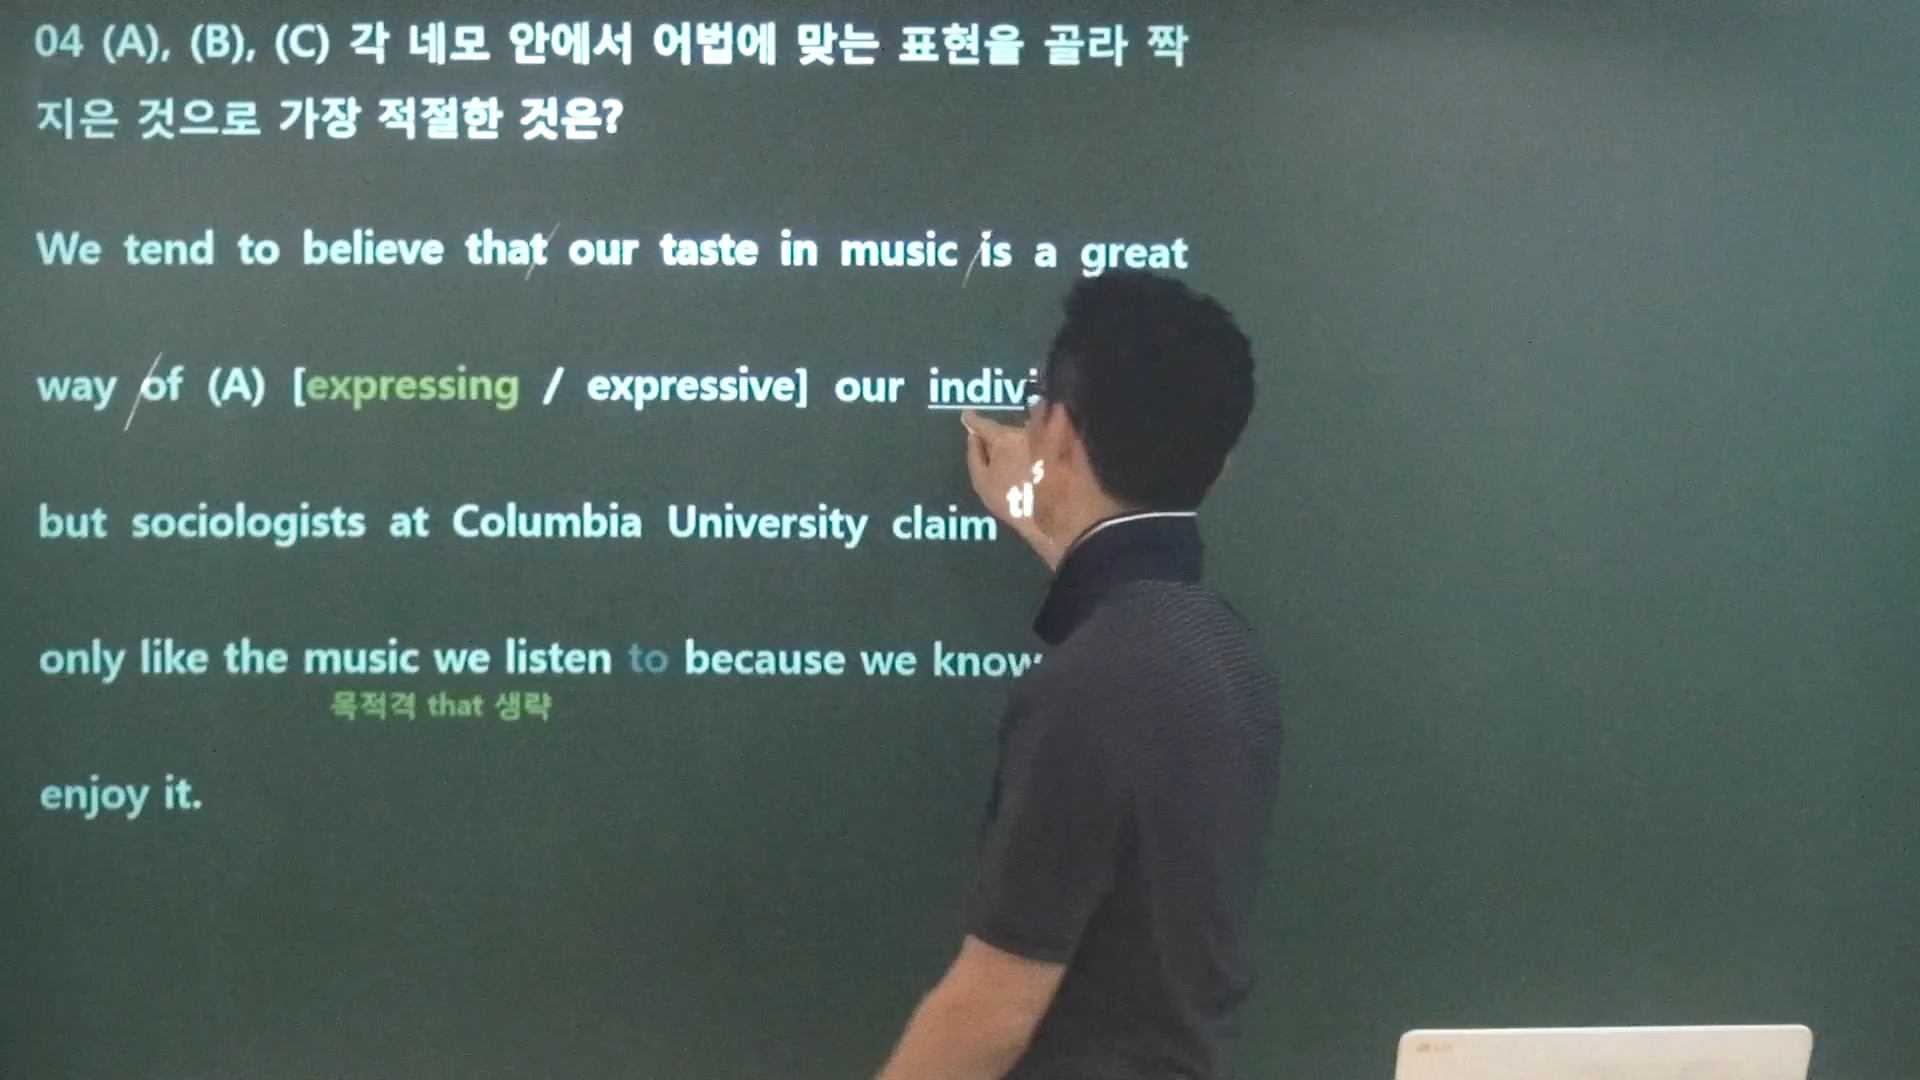 04 (A), (B), (C) 각 네모 안에서 어법에 맞는 표현을 골라 짝
지은 것으로 가장 적절한 것은?
We tend to believe that our taste in music is a great
way of (A) [expressing / expressive] our
but sociologists at Columbia University claim
only like the music we listen to because we know
목적격 that 생략
enjoy it.